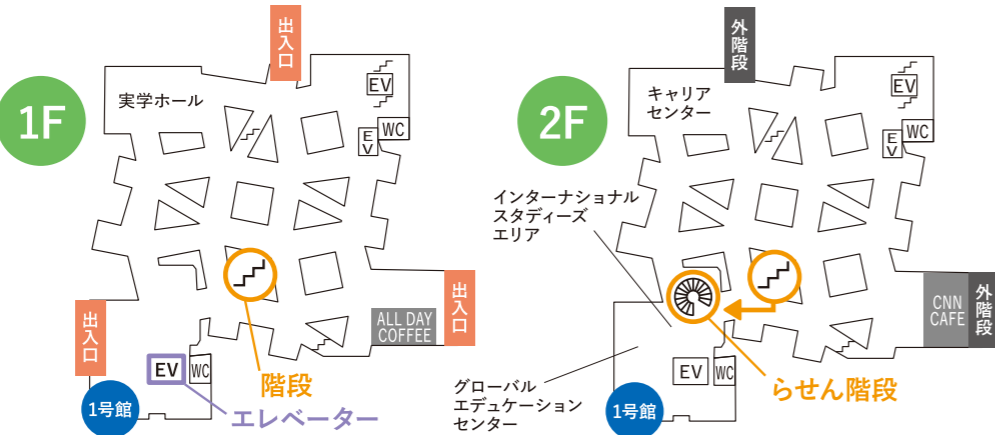 1F
出入口
実学ホール
EV
EV
WC
出入口
出入口
ALL DAY
COFFEE
EV
WC
階段
エレベーター
1号館
2F
外階段
キャリア
センター
EV
EV
WC
インターナショナル
スタディーズ
エリア
CNN
CAFE
外階段
EV
WC
らせん階段
グローバル
エデュケーション
センター
1号館